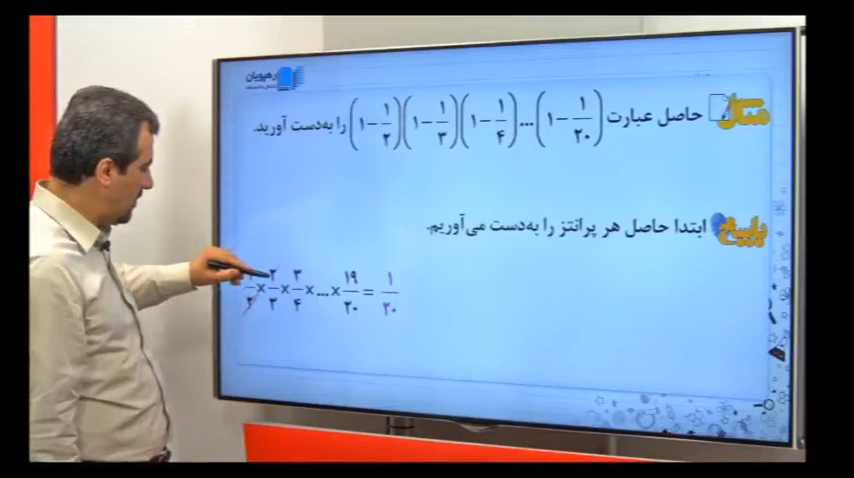 رهپویان
مثال
حاصل عبارت (۱-۱/۲)(۱-۱/۳)(۱-۱/۴)...(۱-۱/۲۰) را به‌دست آورید.
پاسخ
ابتدا حاصل هر پرانتز را به‌دست می‌آوریم.
۱/۲×۲/۳×۳/۴×...×۱۹/۲۰=۱/۲۰